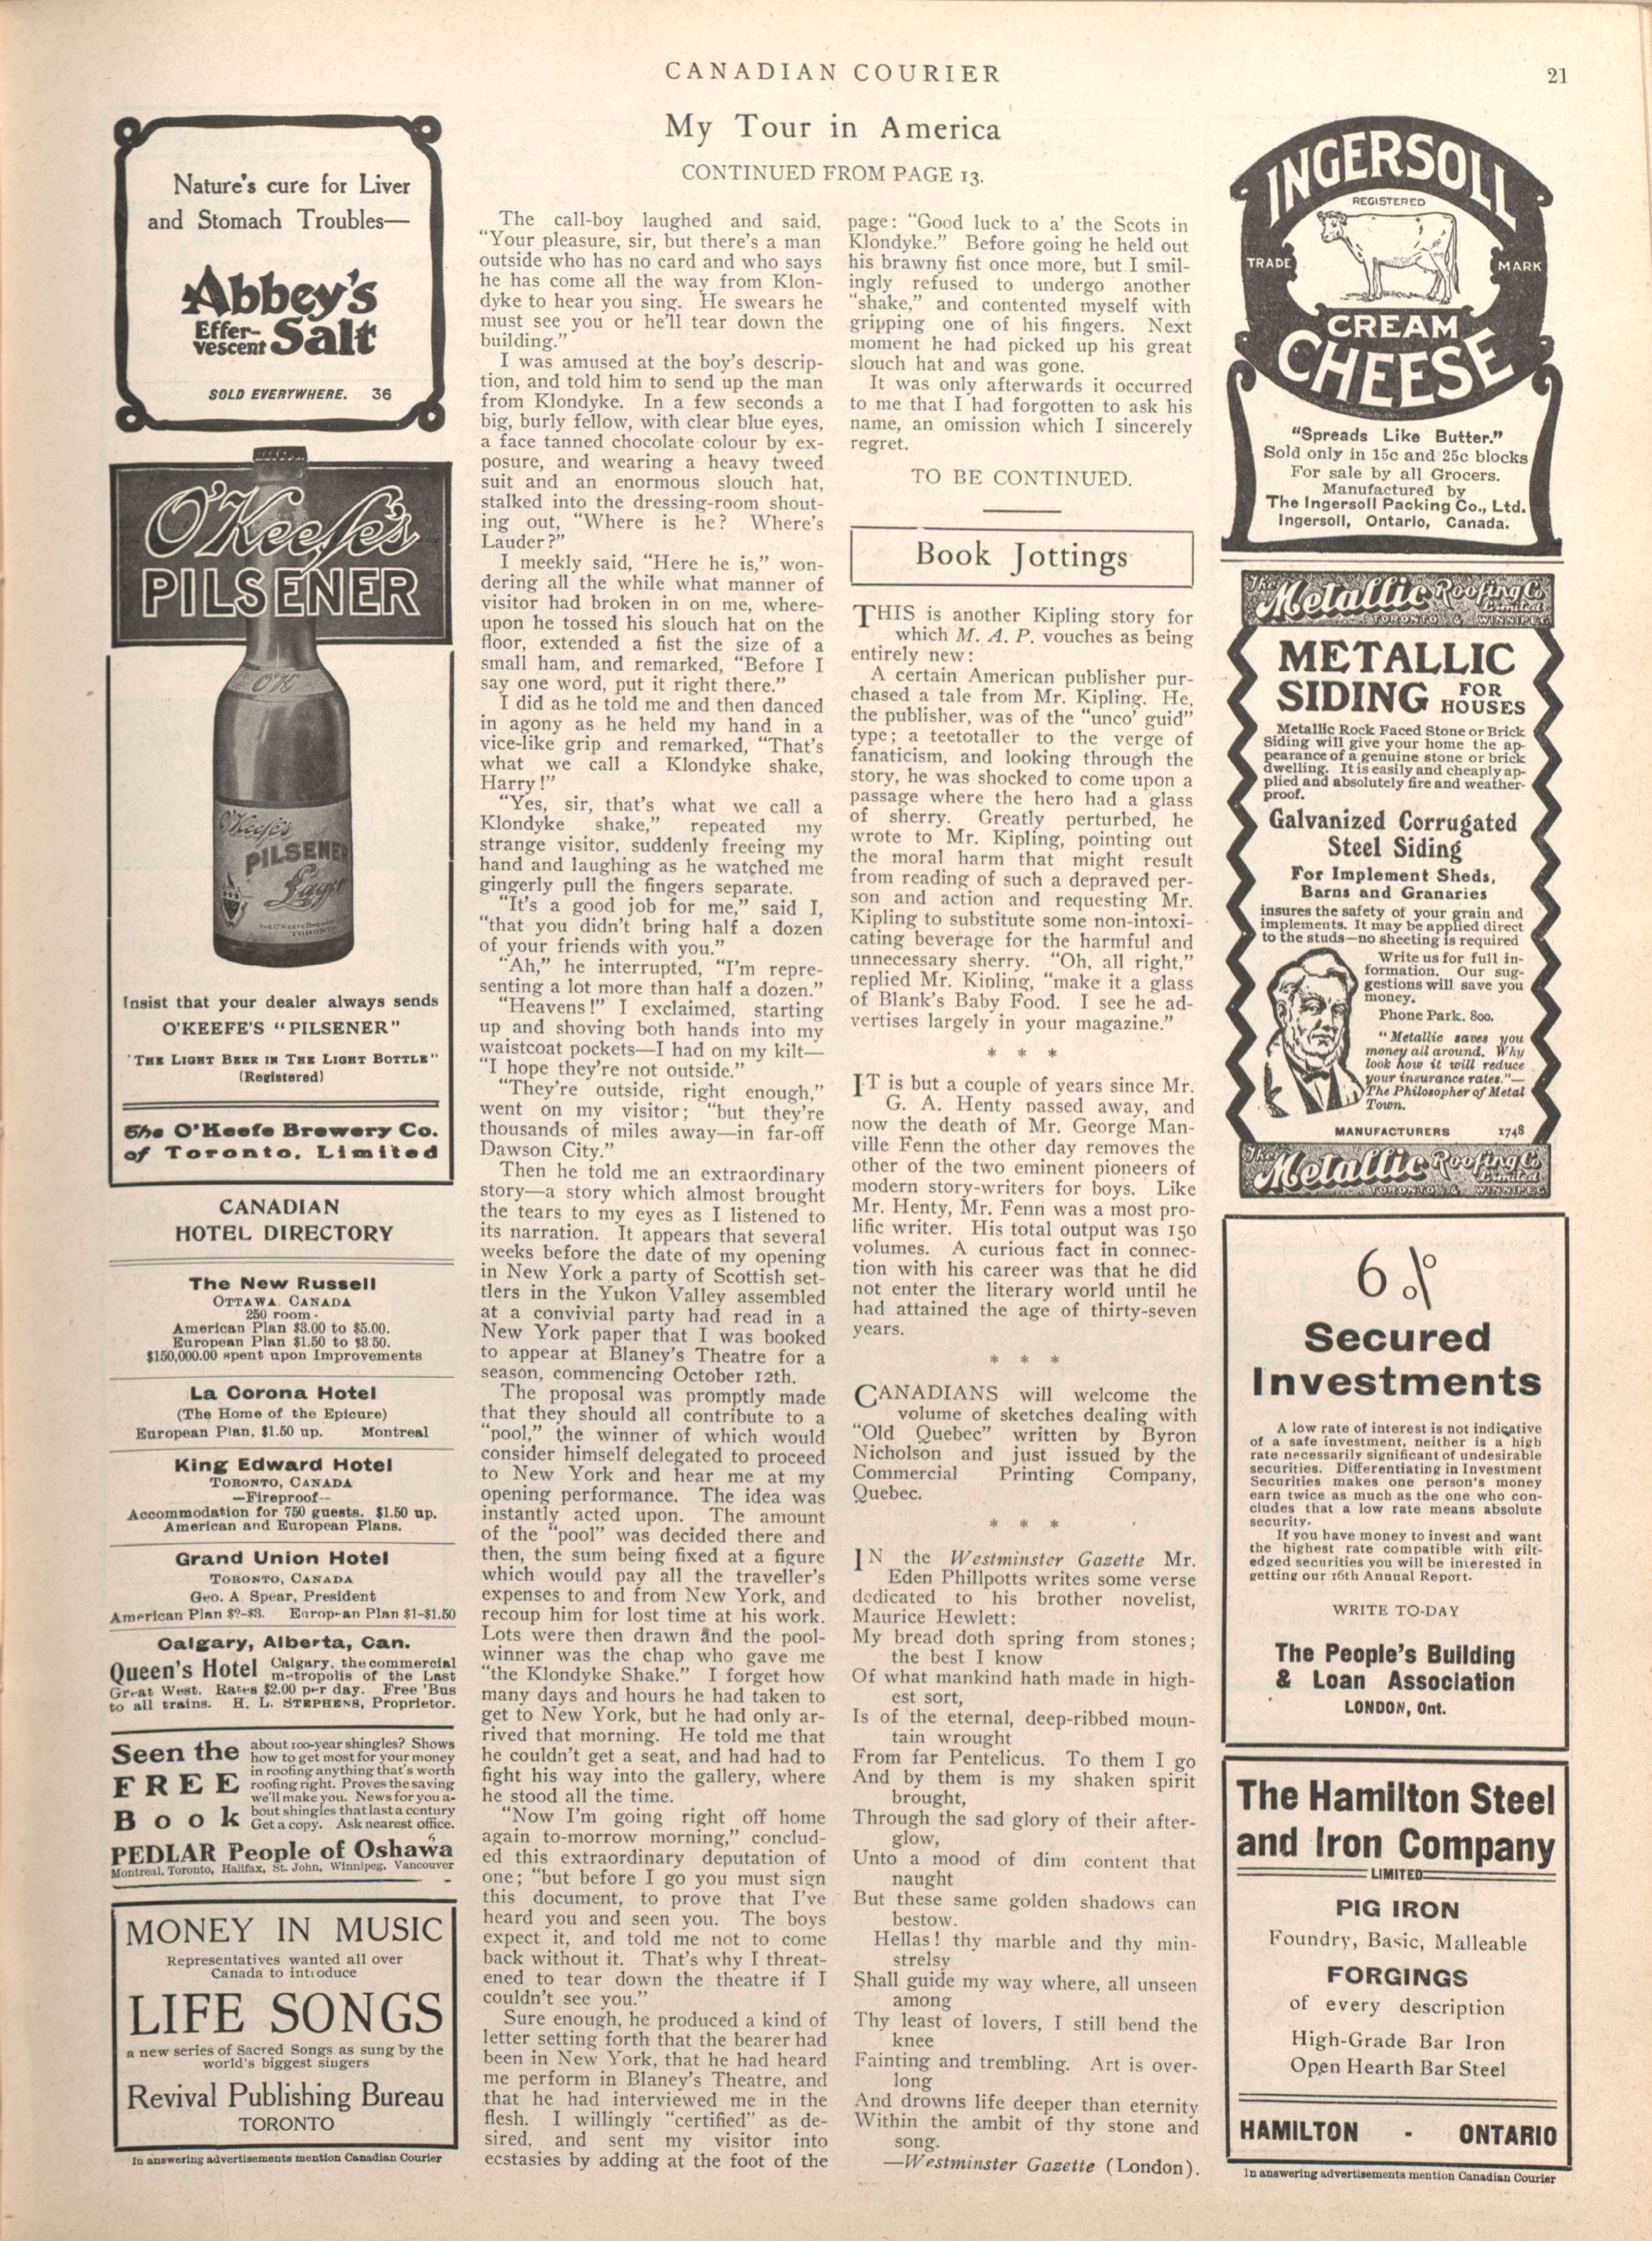 CANADIAN COURIER
21
Nature's cure for Liver
and Stomach Troubles—
Abbey's
Effer-
vescent Salt
SOLD EVERYWHERE. 36
O'Keefe's
PILSENER
OK
O'Keefe's
PILSENER
Lager
THE O'KEEFE BREWERY
TORONTO
Insist that your dealer always sends
O'KEEFE'S "PILSENER"
"THE LIGHT BEER IN THE LIGHT BOTTLE"
(Registered)
The O'Keefe Brewery Co.
of Toronto, Limited
CANADIAN
HOTEL DIRECTORY
The New Russell
OTTAWA, CANADA
250 room.
American Plan $3.00 to $5.00.
European Plan $1.50 to $3.50.
$150,000.00 spent upon Improvements
La Corona Hotel
(The Home of the Epicure)
European Plan, $1.50 up. Montreal
King Edward Hotel
TORONTO, CANADA
—Fireproof—
Accommodation for 750 guests. $1.50 up.
American and European Plans.
Grand Union Hotel
TORONTO, CANADA
Geo. A. Spear, President
American Plan $2-$3. European Plan $1-$1.50
Calgary, Alberta, Can.
Queen's Hotel Calgary, the commercial
metropolis of the Last
Great West. Rates $2.00 per day. Free 'Bus
to all trains. H. L. STEPHENS, Proprietor.
Seen the
FREE
Book
about 100-year shingles? Shows
how to get most for your money
in roofing anything that's worth
roofing right. Proves the saving
we'll make you. News for you a-
bout shingles that last a century
Get a copy. Ask nearest office.
PEDLAR People of Oshawa
Montreal, Toronto, Halifax, St. John, Winnipeg, Vancouver
MONEY IN MUSIC
Representatives wanted all over
Canada to introduce
LIFE SONGS
a new series of Sacred Songs as sung by the
world's biggest singers
Revival Publishing Bureau
TORONTO
In answering advertisements mention Canadian Courier
My Tour in America
CONTINUED FROM PAGE 13.
The call-boy laughed and said,
"Your pleasure, sir, but there's a man
outside who has no card and who says
he has come all the way from Klon-
dyke to hear you sing. He swears he
must see you or he'll tear down the
building."
I was amused at the boy's descrip-
tion, and told him to send up the man
from Klondyke. In a few seconds a
big, burly fellow, with clear blue eyes,
a face tanned chocolate colour by ex-
posure, and wearing a heavy tweed
suit and an enormous slouch hat,
stalked into the dressing-room shout-
ing out, "Where is he? Where's
Lauder?"
I meekly said, "Here he is," won-
dering all the while what manner of
visitor had broken in on me, where-
upon he tossed his slouch hat on the
floor, extended a fist the size of a
small ham, and remarked, "Before I
say one word, put it right there."
I did as he told me and then danced
in agony as he held my hand in a
vice-like grip and remarked, "That's
what we call a Klondyke shake,
Harry!"
"Yes, sir, that's what we call a
Klondyke shake," repeated my
strange visitor, suddenly freeing my
hand and laughing as he watched me
gingerly pull the fingers separate.
"It's a good job for me," said I,
"that you didn't bring half a dozen
of your friends with you."
"Ah," he interrupted, "I'm repre-
senting a lot more than half a dozen."
"Heavens!" I exclaimed, starting
up and shoving both hands into my
waistcoat pockets—I had on my kilt—
"I hope they're not outside."
"They're outside, right enough,"
went on my visitor; "but they're
thousands of miles away—in far-off
Dawson City."
Then he told me an extraordinary
story—a story which almost brought
the tears to my eyes as I listened to
its narration. It appears that several
weeks before the date of my opening
in New York a party of Scottish set-
tlers in the Yukon Valley assembled
at a convivial party had read in a
New York paper that I was booked
to appear at Blaney's Theatre for a
season, commencing October 12th.
The proposal was promptly made
that they should all contribute to a
"pool," the winner of which would
consider himself delegated to proceed
to New York and hear me at my
opening performance. The idea was
instantly acted upon. The amount
of the "pool" was decided there and
then, the sum being fixed at a figure
which would pay all the traveller's
expenses to and from New York, and
recoup him for lost time at his work.
Lots were then drawn and the pool-
winner was the chap who gave me
"the Klondyke Shake." I forget how
many days and hours he had taken to
get to New York, but he had only ar-
rived that morning. He told me that
he couldn't get a seat, and had had to
fight his way into the gallery, where
he stood all the time.
"Now I'm going right off home
again to-morrow morning," conclud-
ed this extraordinary deputation of
one; "but before I go you must sign
this document, to prove that I've
heard you and seen you. The boys
expect it, and told me not to come
back without it. That's why I threat-
ened to tear down the theatre if I
couldn't see you."
Sure enough, he produced a kind of
letter setting forth that the bearer had
been in New York, that he had heard
me perform in Blaney's Theatre, and
that he had interviewed me in the
flesh. I willingly "certified" as de-
sired, and sent my visitor into
ecstasies by adding at the foot of the
page: "Good luck to a' the Scots in
Klondyke." Before going he held out
his brawny fist once more, but I smil-
ingly refused to undergo another
"shake," and contented myself with
gripping one of his fingers. Next
moment he had picked up his great
slouch hat and was gone.
It was only afterwards it occurred
to me that I had forgotten to ask his
name, an omission which I sincerely
regret.
TO BE CONTINUED.
Book Jottings
THIS is another Kipling story for
which M. A. P. vouches as being
entirely new:
A certain American publisher pur-
chased a tale from Mr. Kipling. He,
the publisher, was of the "unco' guid"
type; a teetotaller to the verge of
fanaticism, and looking through the
story, he was shocked to come upon a
passage where the hero had a glass
of sherry. Greatly perturbed, he
wrote to Mr. Kipling, pointing out
the moral harm that might result
from reading of such a depraved per-
son and action and requesting Mr.
Kipling to substitute some non-intoxi-
cating beverage for the harmful and
unnecessary sherry. "Oh, all right,"
replied Mr. Kipling, "make it a glass
of Blank's Baby Food. I see he ad-
vertises largely in your magazine."
* * *
IT is but a couple of years since Mr.
G. A. Henty passed away, and
now the death of Mr. George Man-
ville Fenn the other day removes the
other of the two eminent pioneers of
modern story-writers for boys. Like
Mr. Henty, Mr. Fenn was a most pro-
lific writer. His total output was 150
volumes. A curious fact in connec-
tion with his career was that he did
not enter the literary world until he
had attained the age of thirty-seven
years.
* * *
CANADIANS will welcome the
volume of sketches dealing with
"Old Quebec" written by Byron
Nicholson and just issued by the
Commercial Printing Company,
Quebec.
* * *
IN the Westminster Gazette Mr.
Eden Phillpotts writes some verse
dedicated to his brother novelist,
Maurice Hewlett:
My bread doth spring from stones;
the best I know
Of what mankind hath made in high-
est sort,
Is of the eternal, deep-ribbed moun-
tain wrought
From far Pentelicus. To them I go
And by them is my shaken spirit
brought,
Through the sad glory of their after-
glow,
Unto a mood of dim content that
naught
But these same golden shadows can
bestow.
Hellas! thy marble and thy min-
strelsy
Shall guide my way where, all unseen
among
Thy least of lovers, I still bend the
knee
Fainting and trembling. Art is over-
long
And drowns life deeper than eternity
Within the ambit of thy stone and
song.
—Westminster Gazette (London).
INGERSOLL
REGISTERED
TRADE MARK
CREAM
CHEESE
"Spreads Like Butter."
Sold only in 15c and 25c blocks
For sale by all Grocers.
Manufactured by
The Ingersoll Packing Co., Ltd.
Ingersoll, Ontario, Canada.
The Metallic Roofing Co
Limited
TORONTO & WINNIPEG
METALLIC
SIDING FOR
HOUSES
Metallic Rock Faced Stone or Brick
Siding will give your home the ap-
pearance of a genuine stone or brick
dwelling. It is easily and cheaply ap-
plied and absolutely fire and weather-
proof.
Galvanized Corrugated
Steel Siding
For Implement Sheds,
Barns and Granaries
insures the safety of your grain and
implements. It may be applied direct
to the studs—no sheeting is required
Write us for full in-
formation. Our sug-
gestions will save you
money.
Phone Park. 800.
"Metallic saves you
money all around. Why
look how it will reduce
your insurance rates."—
The Philosopher of Metal
Town.
MANUFACTURERS 1748
The Metallic Roofing Co
Limited
TORONTO & WINNIPEG
6%
Secured
Investments
A low rate of interest is not indicative
of a safe investment, neither is a high
rate necessarily significant of undesirable
securities. Differentiating in Investment
Securities makes one person's money
earn twice as much as the one who con-
cludes that a low rate means absolute
security.
If you have money to invest and want
the highest rate compatible with gilt-
edged securities you will be interested in
getting our 16th Annual Report.
WRITE TO-DAY
The People's Building
& Loan Association
LONDON, Ont.
The Hamilton Steel
and Iron Company
LIMITED
PIG IRON
Foundry, Basic, Malleable
FORGINGS
of every description
High-Grade Bar Iron
Open Hearth Bar Steel
HAMILTON - ONTARIO
In answering advertisements mention Canadian Courier